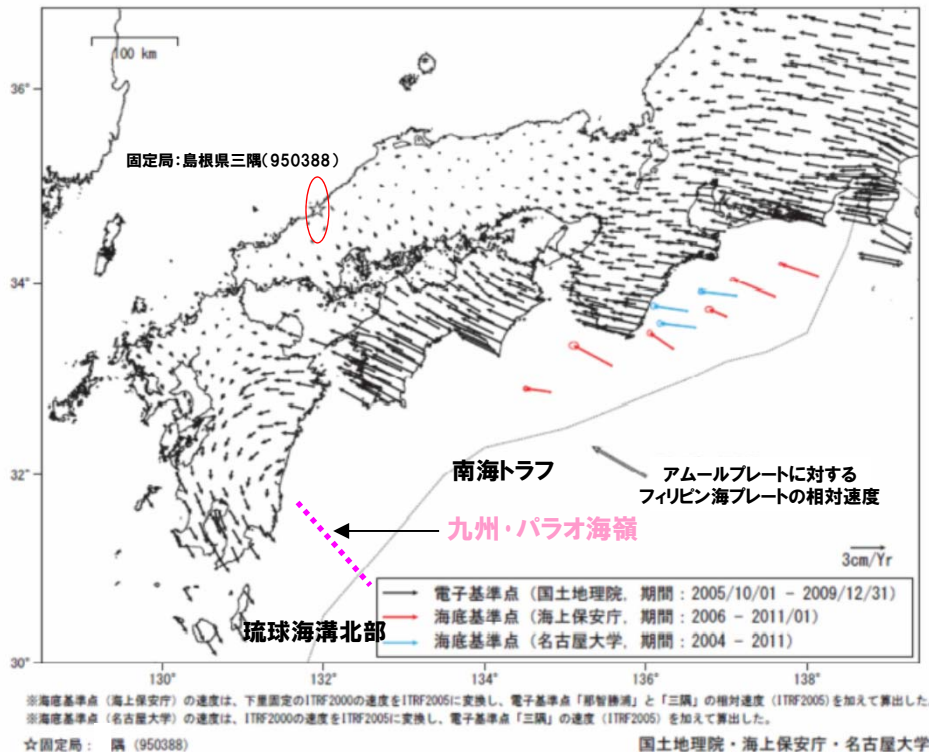 100 km
36°
固定局：島根県三隅(950388)
34°
南海トラフ
アムールプレートに対する
フィリピン海プレートの相対速度
32°
九州・パラオ海嶺
3cm/Yr
電子基準点（国土地理院，期間：2005/10/01 - 2009/12/31）
海底基準点（海上保安庁，期間：2006 - 2011/01）
海底基準点（名古屋大学，期間：2004 - 2011）
琉球海溝北部
30°
130° 132° 134° 136° 138°
※海底基準点（海上保安庁）の速度は、下里固定のITRF2000の速度をITRF2005に変換し、電子基準点「那智勝浦」と「三隅」の相対速度（ITRF2005）を加えて算出した。
※海底基準点（名古屋大学）の速度は、ITRF2000の速度をITRF2005に変換し、電子基準点「三隅」の速度（ITRF2005）を加えて算出した。
☆固定局： 隅（950388）
国土地理院・海上保安庁・名古屋大学